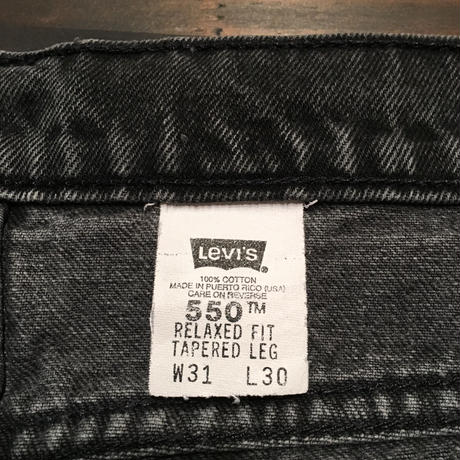 LEVI'S
100% COTTON
MADE IN PUERTO RICO (USA)
CARE ON REVERSE
550™
RELAXED FIT
TAPERED LEG
W31 L30